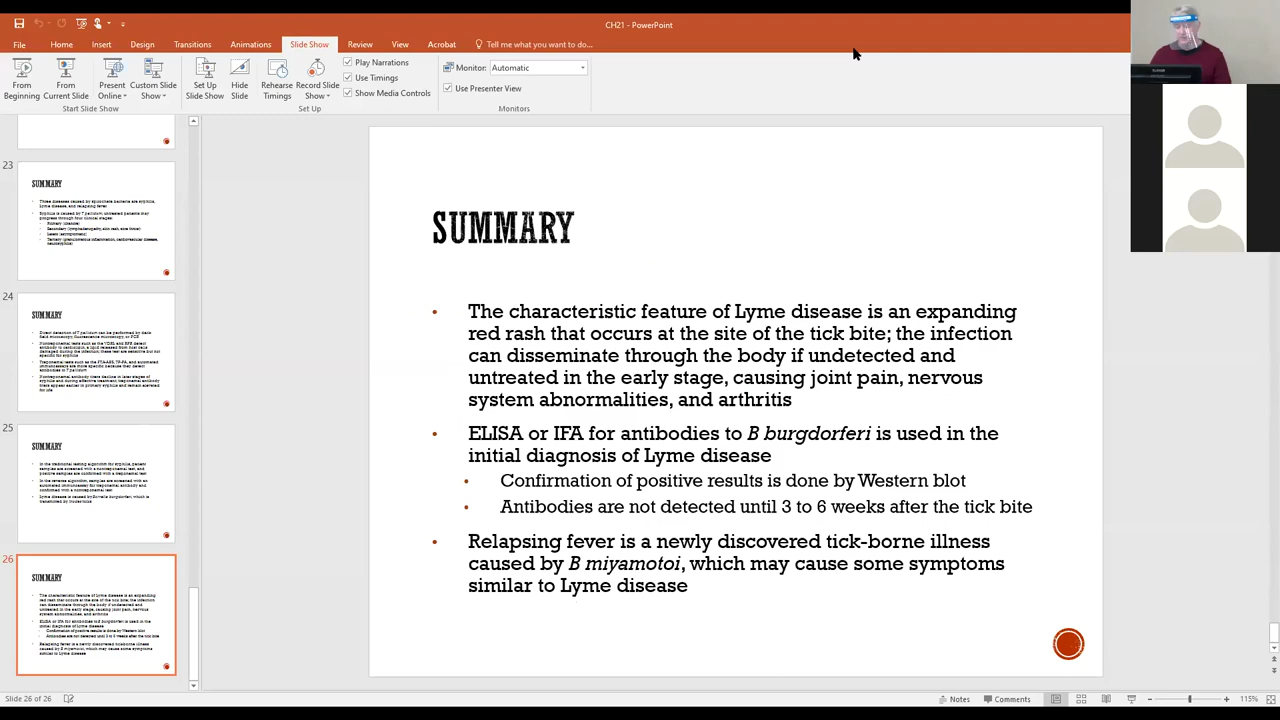 CH21 - PowerPoint
File Home Insert Design Transitions Animations Slide Show Review View Acrobat Tell me what you want to do...
From Beginning
From Current Slide
Present Online
Custom Slide Show
Start Slide Show
Set Up Slide Show
Hide Slide
Rehearse Timings
Record Slide Show
Play Narrations
Use Timings
Show Media Controls
Set Up
Monitor: Automatic
Use Presenter View
Monitors
23
SUMMARY
24
SUMMARY
25
SUMMARY
26
SUMMARY
SUMMARY
• The characteristic feature of Lyme disease is an expanding
red rash that occurs at the site of the tick bite; the infection
can disseminate through the body if undetected and
untreated in the early stage, causing joint pain, nervous
system abnormalities, and arthritis
• ELISA or IFA for antibodies to B burgdorferi is used in the
initial diagnosis of Lyme disease
• Confirmation of positive results is done by Western blot
• Antibodies are not detected until 3 to 6 weeks after the tick bite
• Relapsing fever is a newly discovered tick-borne illness
caused by B miyamotoi, which may cause some symptoms
similar to Lyme disease
Slide 26 of 26
Notes Comments 115%